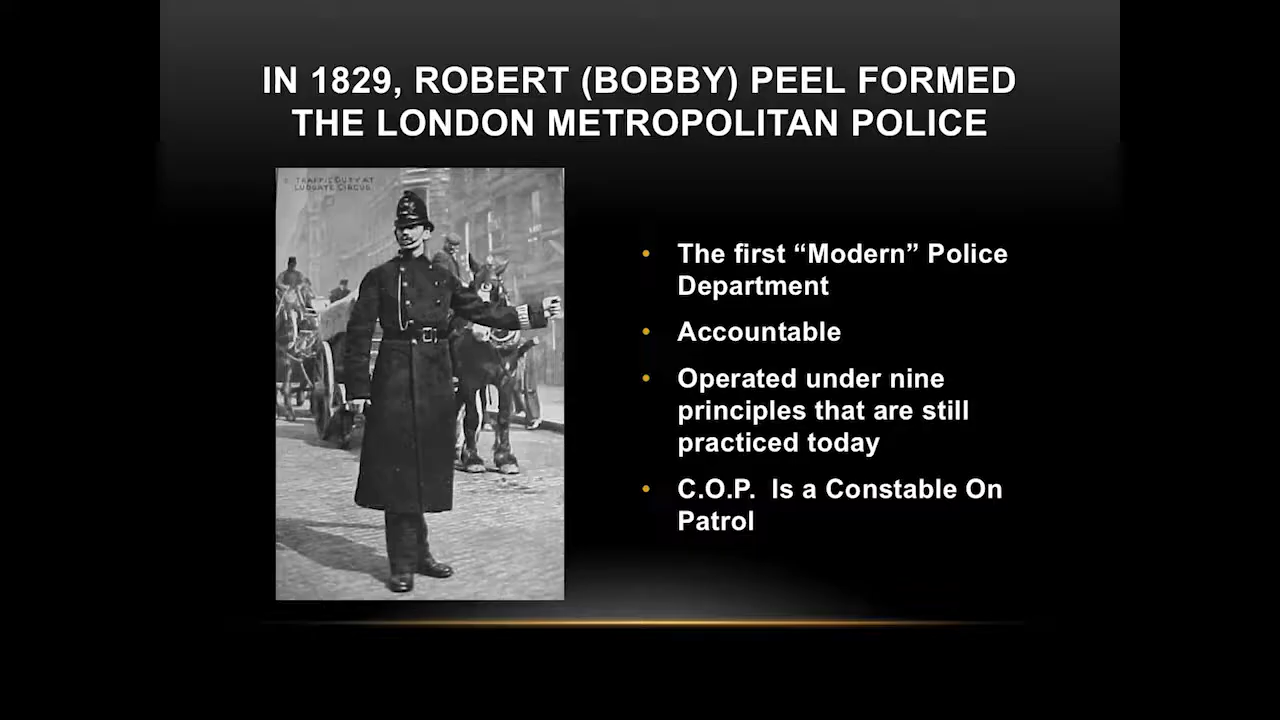 IN 1829, ROBERT (BOBBY) PEEL FORMED
THE LONDON METROPOLITAN POLICE
TRAFFIC DUTY AT
LUDGATE CIRCUS
• The first “Modern” Police
Department
• Accountable
• Operated under nine
principles that are still
practiced today
• C.O.P.  Is a Constable On
Patrol